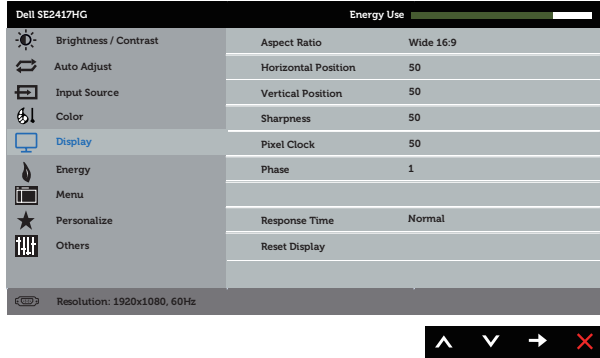 Dell SE2417HG Energy Use
Brightness / Contrast Aspect Ratio Wide 16:9
Auto Adjust Horizontal Position 50
Input Source Vertical Position 50
Color Sharpness 50
Display Pixel Clock 50
Energy Phase 1
Menu
Personalize Response Time Normal
Others Reset Display
Resolution: 1920x1080, 60Hz